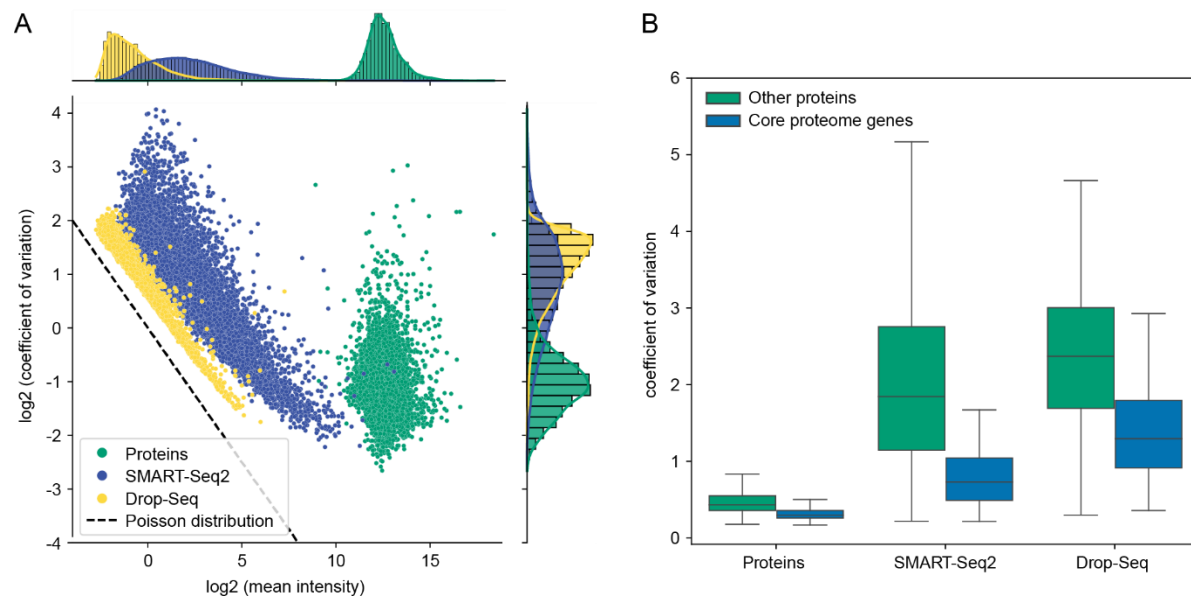 A
4
3
2
1
0
-1
-2
-3
-4
log2 (coefficient of variation)
Proteins
SMART-Seq2
Drop-Seq
Poisson distribution
0
5
10
15
log2 (mean intensity)
B
6
5
4
3
2
1
0
coefficient of variation
Other proteins
Core proteome genes
Proteins
SMART-Seq2
Drop-Seq